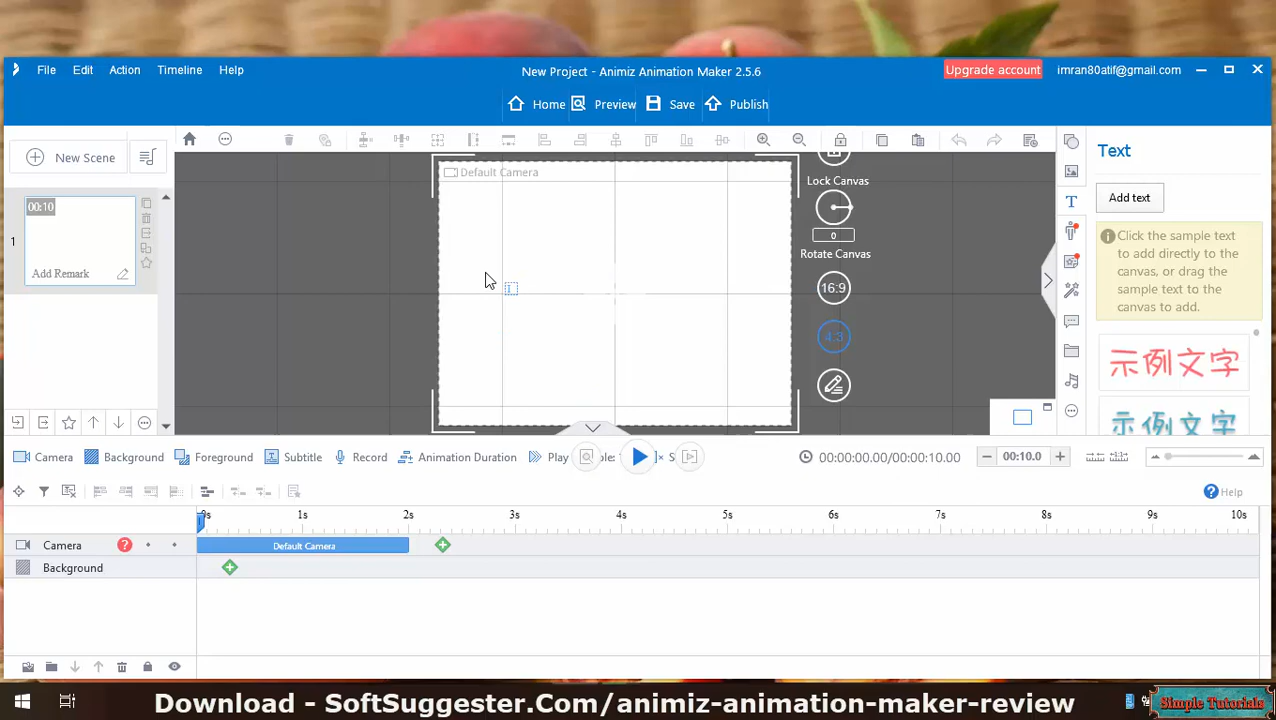 File Edit Action Timeline Help
New Project - Animiz Animation Maker 2.5.6
Upgrade account
imran80atif@gmail.com
Home Preview Save Publish
New Scene
00:10
1
Add Remark
Default Camera
Lock Canvas
0
Rotate Canvas
16:9
4:3
Text
Add text
Click the sample text
to add directly to the
canvas, or drag the
sample text to the
canvas to add.
示例文字
示例文字
Camera Background Foreground Subtitle Record Animation Duration Play
00:00:00.00/00:00:10.00
00:10.0
Help
0s 1s 2s 3s 4s 5s 6s 7s 8s 9s 10s
Camera ? Default Camera
Background
Download - SoftSuggester.Com/animiz-animation-maker-review
Simple Tutorials